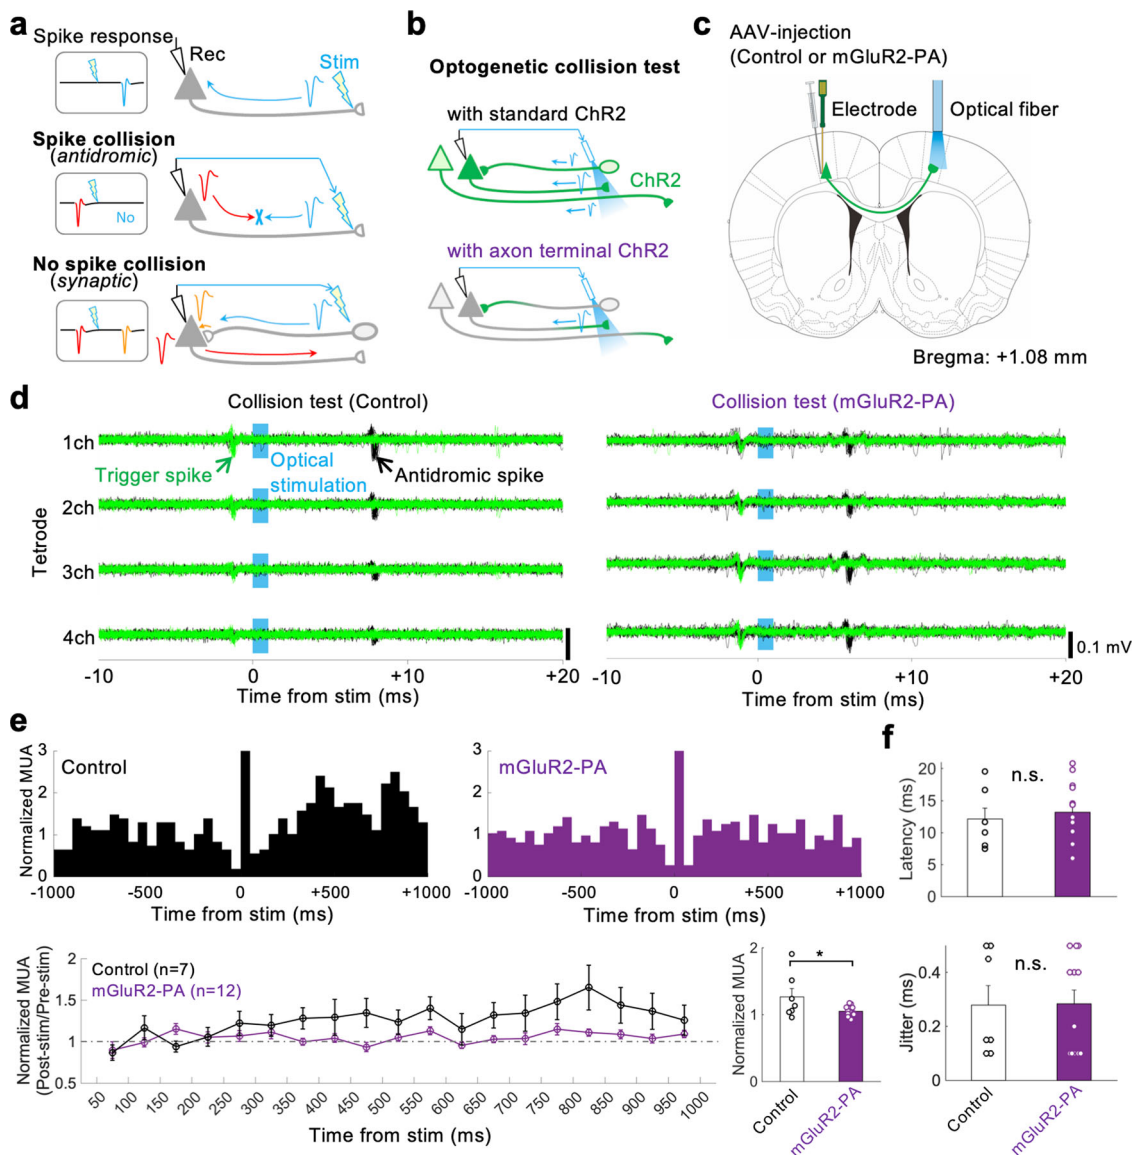 a
Spike response
Rec
Stim
Spike collision
(antidromic)
No
No spike collision
(synaptic)
b
Optogenetic collision test
with standard ChR2
ChR2
with axon terminal ChR2
c
AAV-injection
(Control or mGluR2-PA)
Electrode
Optical fiber
Bregma: +1.08 mm
d
Collision test (Control)
Tetrode
1ch
Trigger spike
Optical
stimulation
Antidromic spike
2ch
3ch
4ch
-10
0
+10
+20
Time from stim (ms)
Collision test (mGluR2-PA)
0.1 mV
-10
0
+10
+20
Time from stim (ms)
e
Normalized MUA
3
2
1
0
Control
-1000
-500
0
+500
+1000
Time from stim (ms)
mGluR2-PA
3
2
1
0
-1000
-500
0
+500
+1000
Time from stim (ms)
Normalized MUA
(Post-stim/Pre-stim)
2
1.5
1
0.5
Control (n=7)
mGluR2-PA (n=12)
50
100
150
200
250
300
350
400
450
500
550
600
650
700
750
800
850
900
950
1000
Time from stim (ms)
Normalized MUA
2
1
0
*
Control
mGluR2-PA
f
Latency (ms)
20
15
10
5
0
n.s.
Jitter (ms)
0.4
0.2
0
n.s.
Control
mGluR2-PA